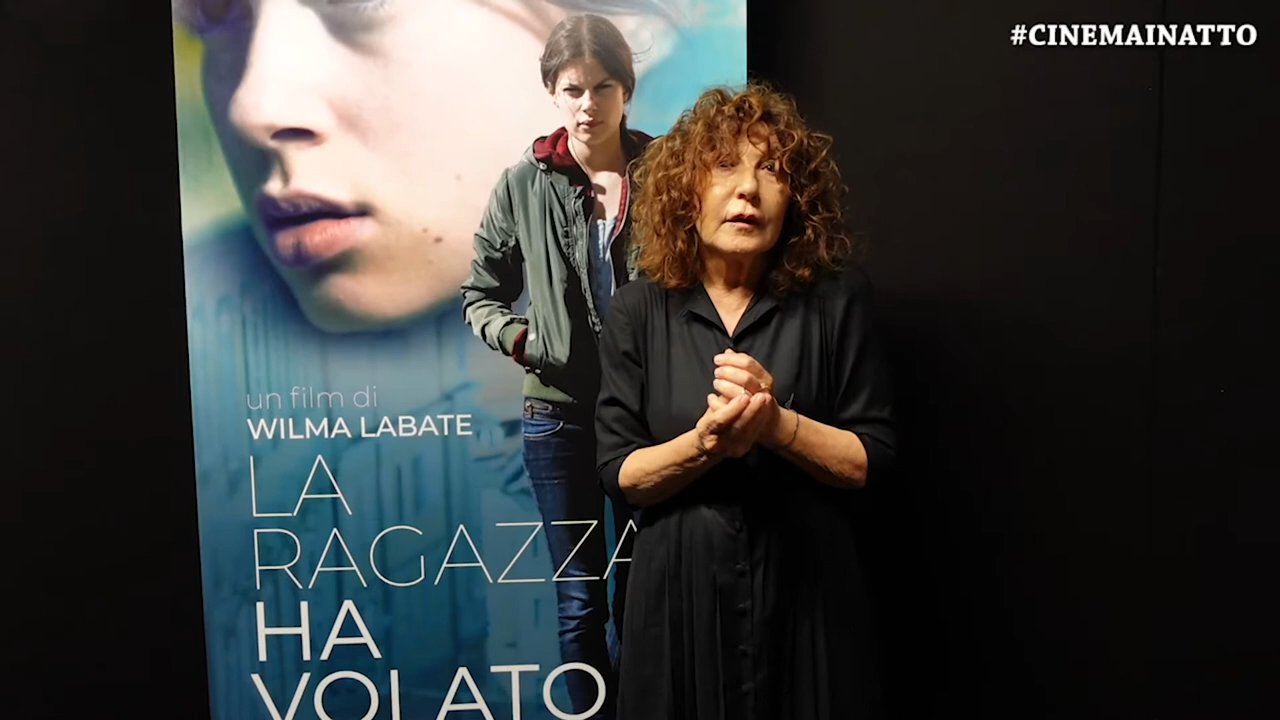 #CINEMAINATTO
un film di
WILMA LABATE
LA
RAGAZZA
HA
VOLATO